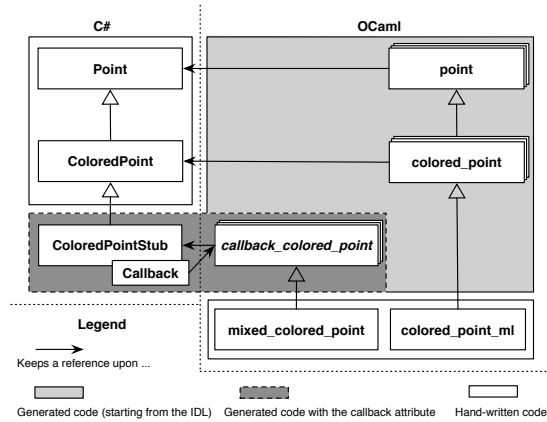 C#
OCaml
Point
point
ColoredPoint
colored_point
ColoredPointStub
callback_colored_point
Callback
mixed_colored_point
colored_point_ml
Legend
Keeps a reference upon ...
Generated code (starting from the IDL)
Generated code with the callback attribute
Hand-written code